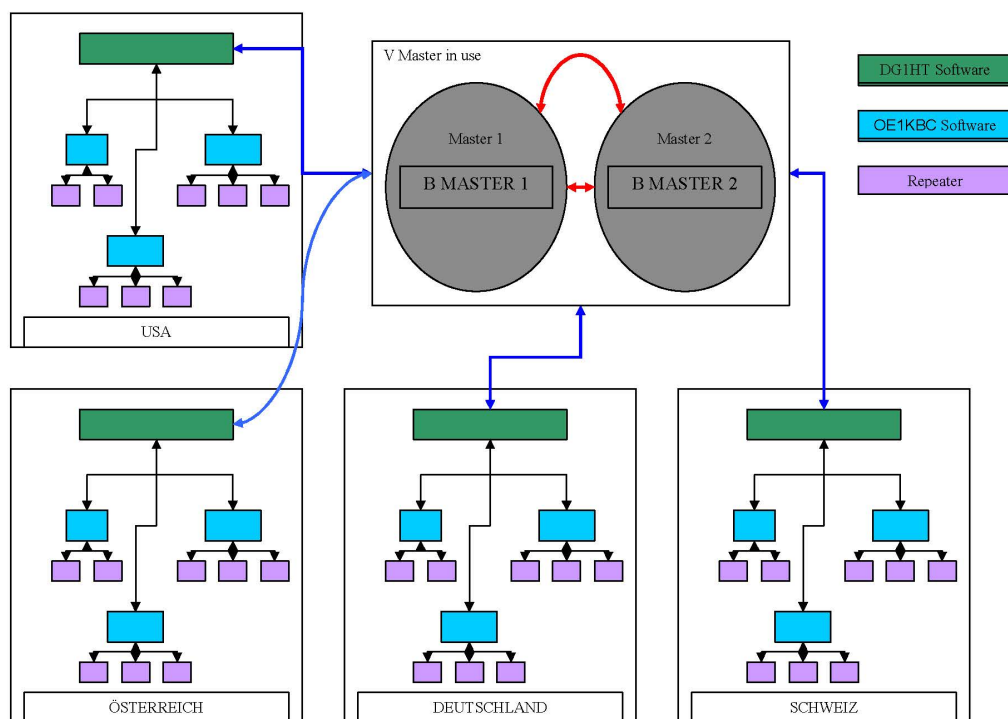 V Master in use
DG1HT Software
OE1KBC Software
Master 1
Master 2
B MASTER 1
B MASTER 2
Repeater
USA
ÖSTERREICH
DEUTSCHLAND
SCHWEIZ